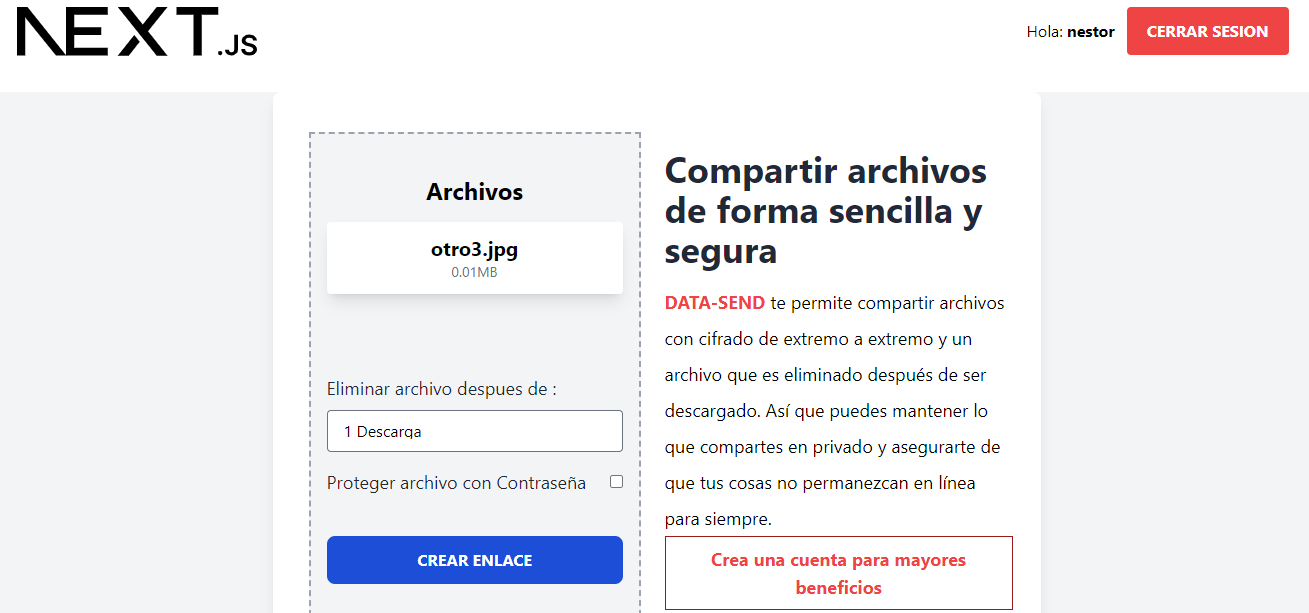 NEXT.JS
Hola: nestor
CERRAR SESION
Archivos
otro3.jpg
0.01MB
Eliminar archivo despues de :
1 Descarga
Proteger archivo con Contraseña
CREAR ENLACE
Compartir archivos
de forma sencilla y
segura
DATA-SEND te permite compartir archivos
con cifrado de extremo a extremo y un
archivo que es eliminado después de ser
descargado. Así que puedes mantener lo
que compartes en privado y asegurarte de
que tus cosas no permanezcan en línea
para siempre.
Crea una cuenta para mayores
beneficios